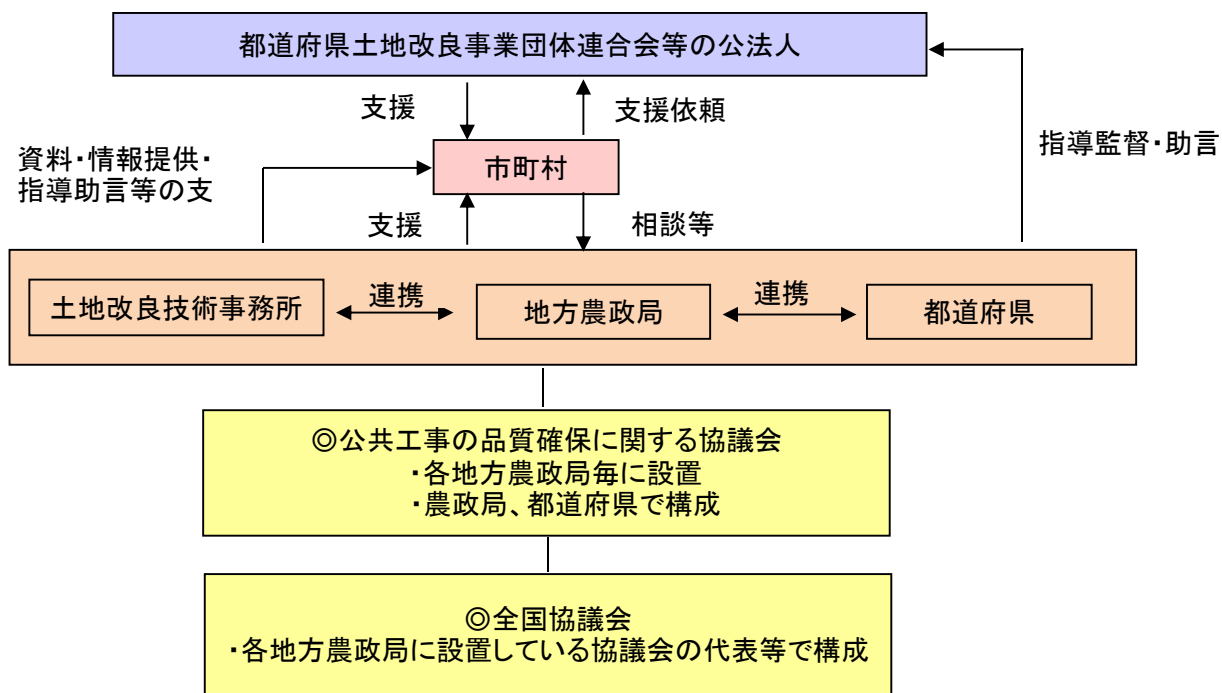 都道府県土地改良事業団体連合会等の公法人
支援
支援依頼
指導監督・助言
資料・情報提供・
指導助言等の支
市町村
支援
相談等
土地改良技術事務所
連携
地方農政局
連携
都道府県
◎公共工事の品質確保に関する協議会
・各地方農政局毎に設置
・農政局、都道府県で構成
◎全国協議会
・各地方農政局に設置している協議会の代表等で構成